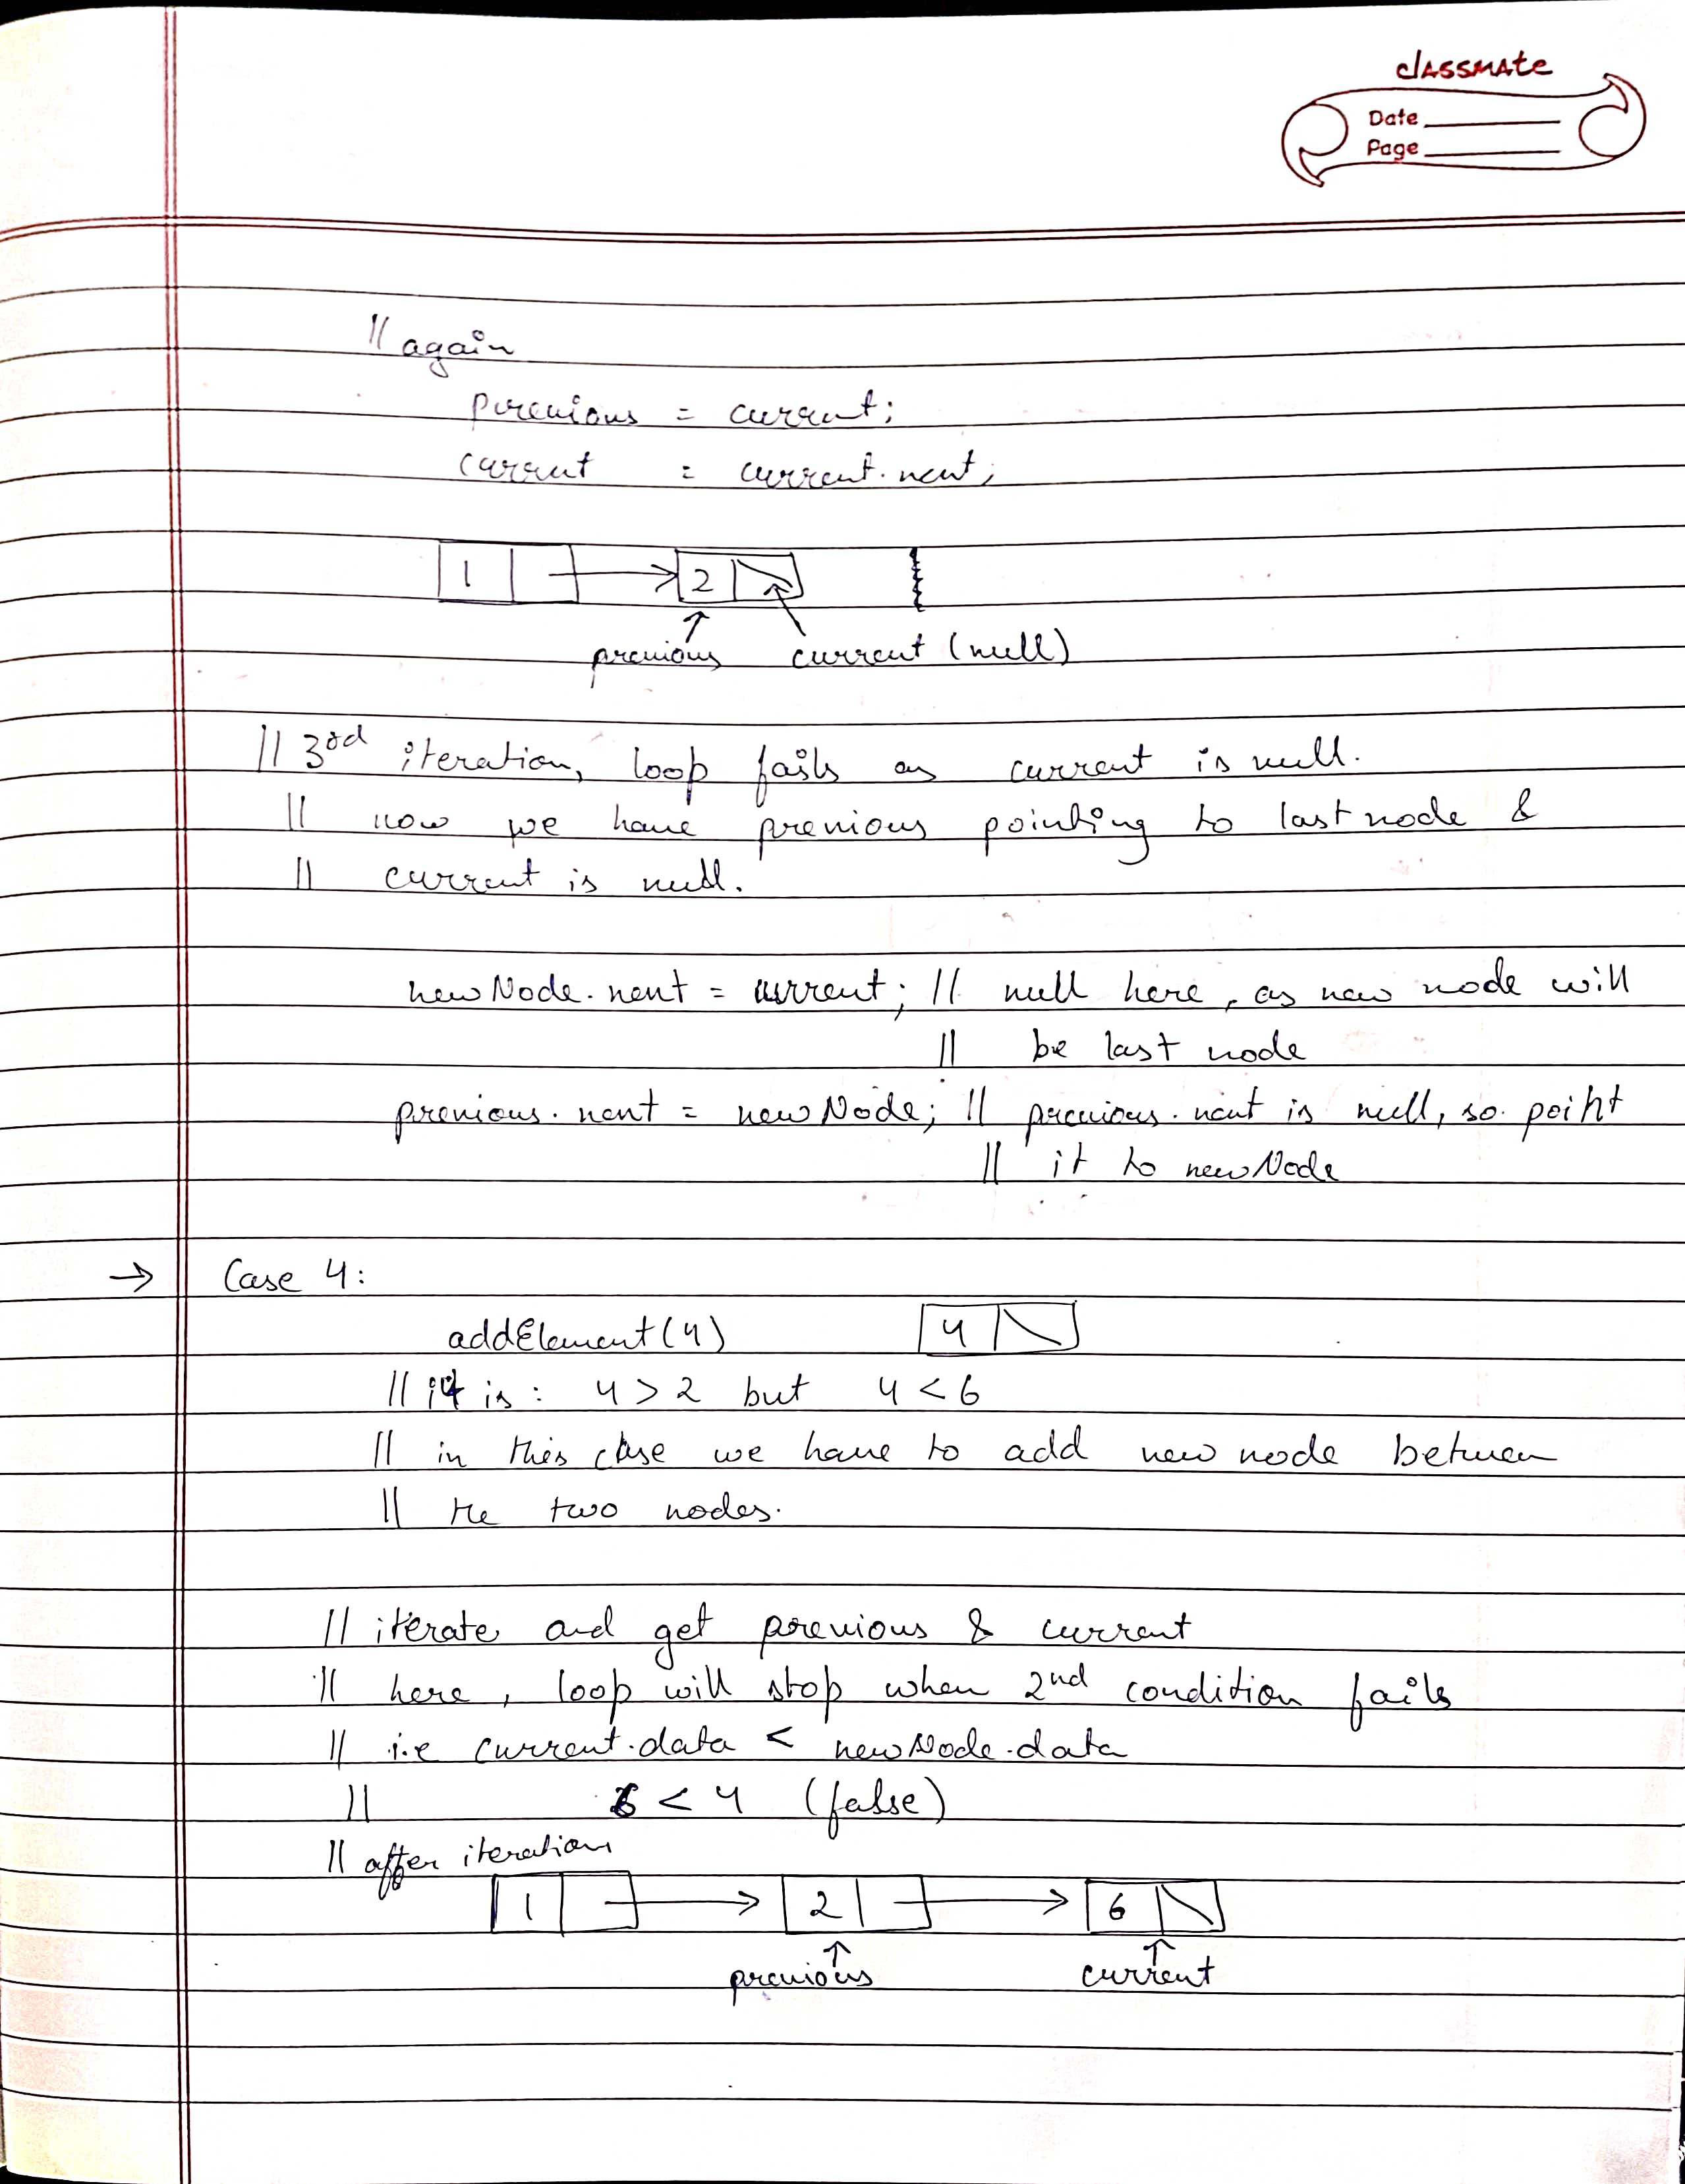 classmate
Date
Page
// again
previous = current;
current = current.next;
1 2
previous current (null)
// 3rd iteration, loop fails as current is null.
// now we have previous pointing to last node &
// current is null.
newNode.next = current; // null here, as new node will
// be last node
previous.next = newNode; // previous.next is null, so point
// it to newNode
→ Case 4:
addElement(4) 4
// it is: 4 > 2 but 4 < 6
// in this case we have to add new node between
// the two nodes.
// iterate and get previous & current
// here, loop will stop when 2nd condition fails
// i.e current.data < newNode.data
// 6 < 4 (false)
// after iteration
1 2 6
previous current